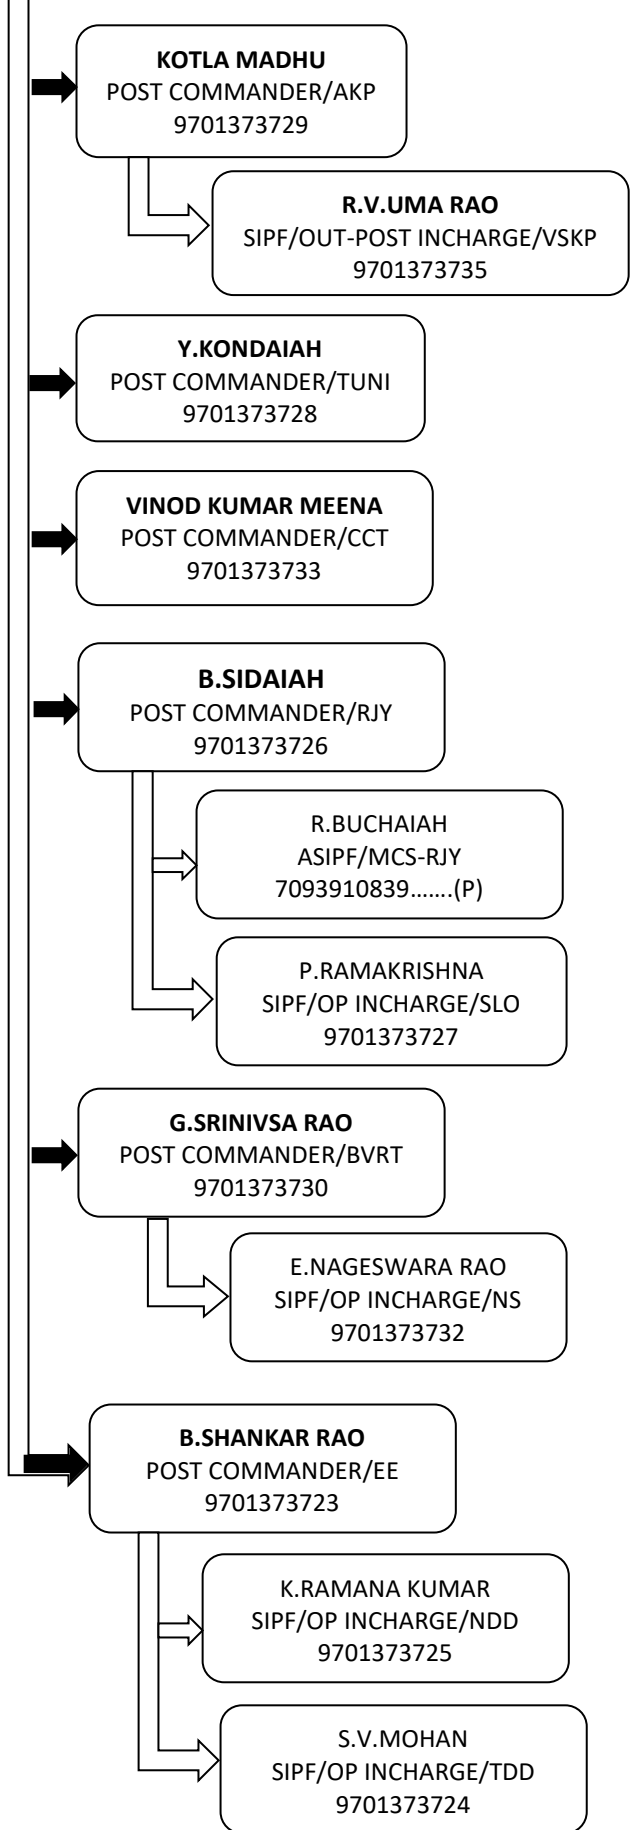 KOTLA MADHU
POST COMMANDER/AKP
9701373729
R.V.UMA RAO
SIPF/OUT-POST INCHARGE/VSKP
9701373735
Y.KONDAIAH
POST COMMANDER/TUNI
9701373728
VINOD KUMAR MEENA
POST COMMANDER/CCT
9701373733
B.SIDAIAH
POST COMMANDER/RJY
9701373726
R.BUCHAIAH
ASIPF/MCS-RJY
7093910839…….(P)
P.RAMAKRISHNA
SIPF/OP INCHARGE/SLO
9701373727
G.SRINIVSA RAO
POST COMMANDER/BVRT
9701373730
E.NAGESWARA RAO
SIPF/OP INCHARGE/NS
9701373732
B.SHANKAR RAO
POST COMMANDER/EE
9701373723
K.RAMANA KUMAR
SIPF/OP INCHARGE/NDD
9701373725
S.V.MOHAN
SIPF/OP INCHARGE/TDD
9701373724